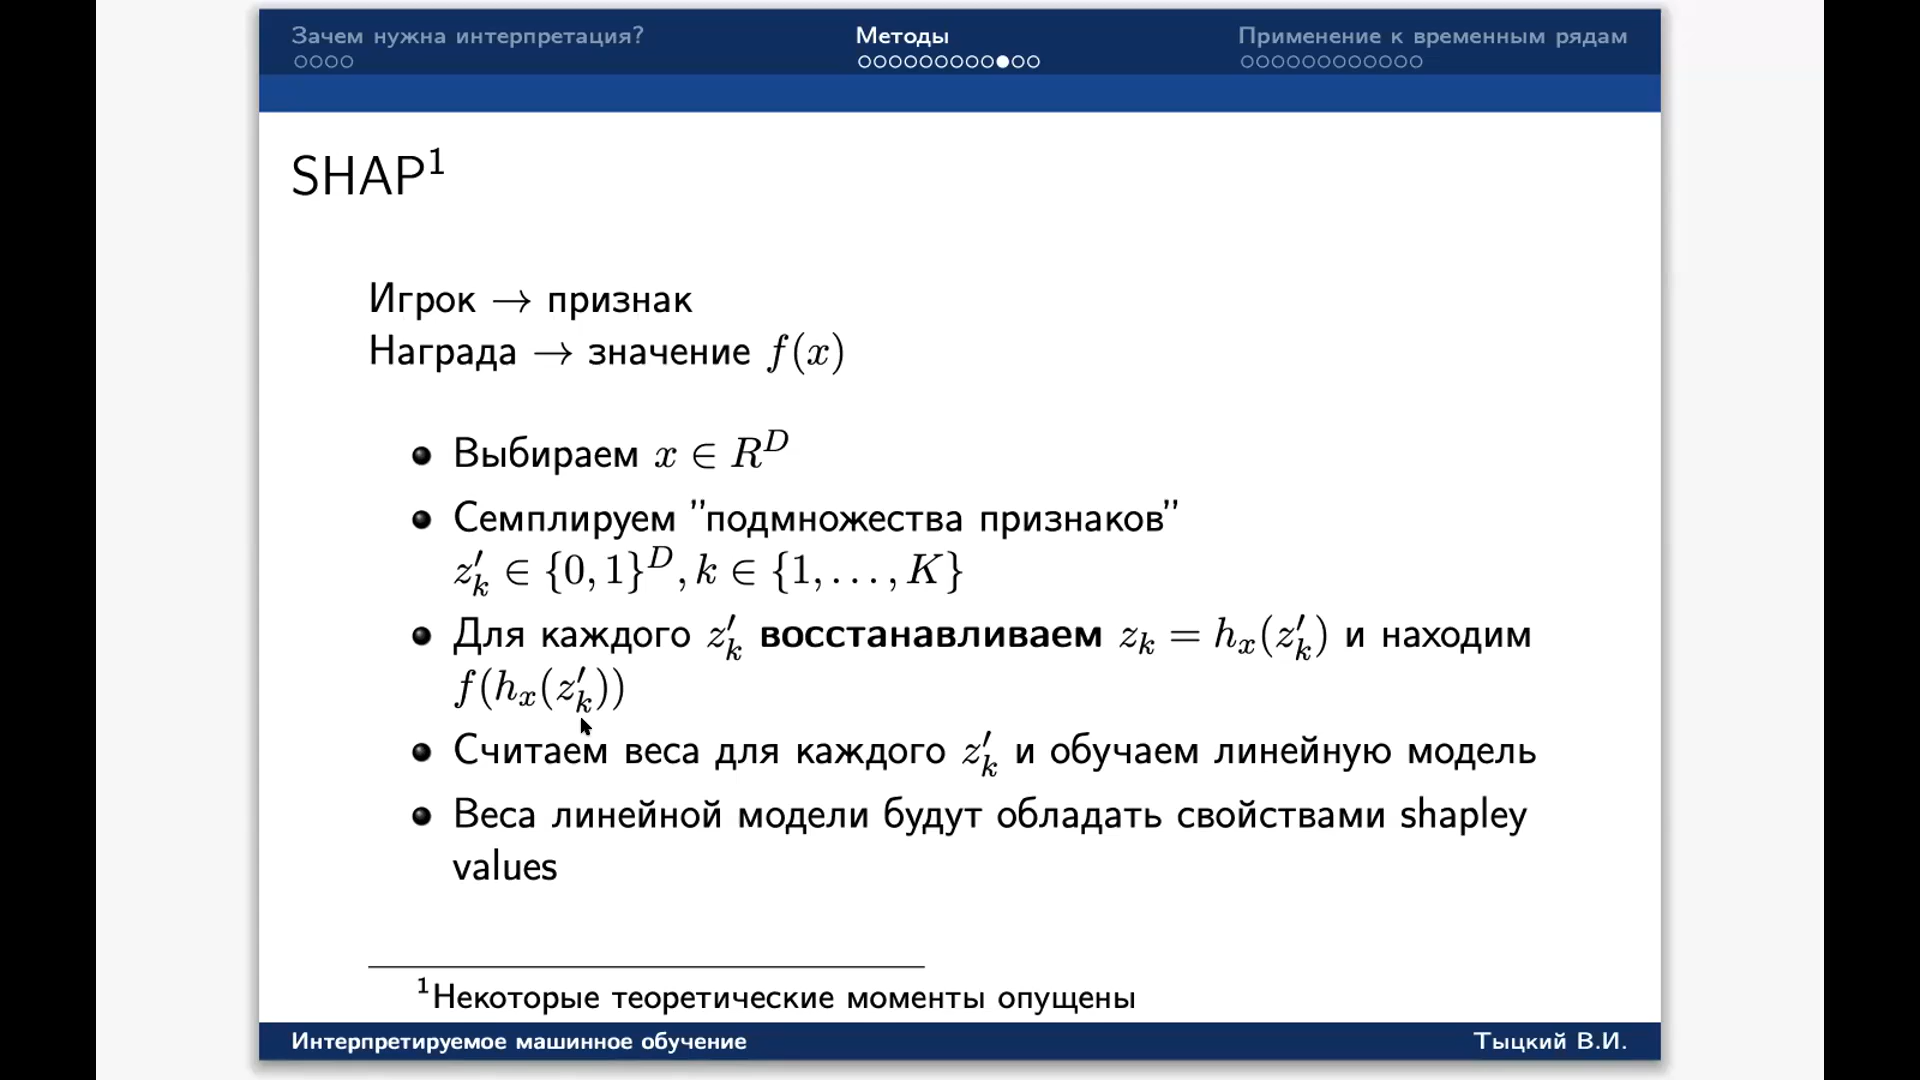 Зачем нужна интерпретация?
Методы
Применение к временным рядам
SHAP¹
Игрок → признак
Награда → значение f(x)
Выбираем x ∈ R^D
Семплируем ”подмножества признаков”
z′_k ∈ {0, 1}^D, k ∈ {1, . . . , K}
Для каждого z′_k восстанавливаем z_k = h_x(z′_k) и находим
f(h_x(z′_k))
Считаем веса для каждого z′_k и обучаем линейную модель
Веса линейной модели будут обладать свойствами shapley
values
¹Некоторые теоретические моменты опущены
Интерпретируемое машинное обучение
Тыцкий В.И.